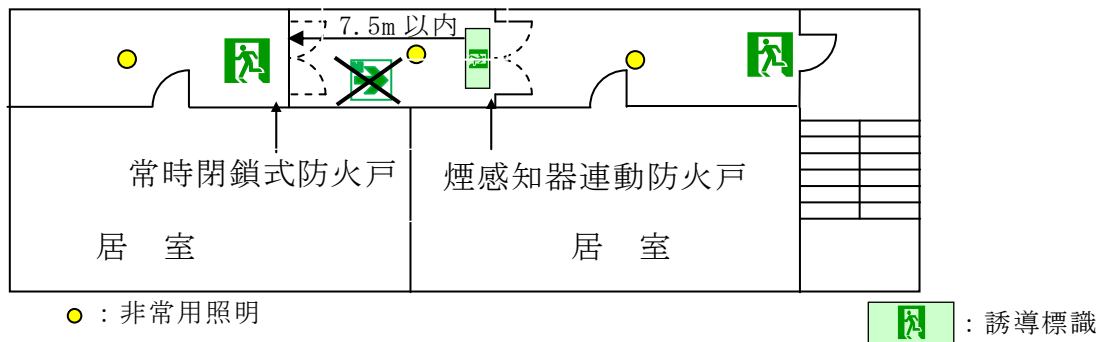 7.5m 以内
常時閉鎖式防火戸
煙感知器連動防火戸
居 室
居 室
：非常用照明
：誘導標識